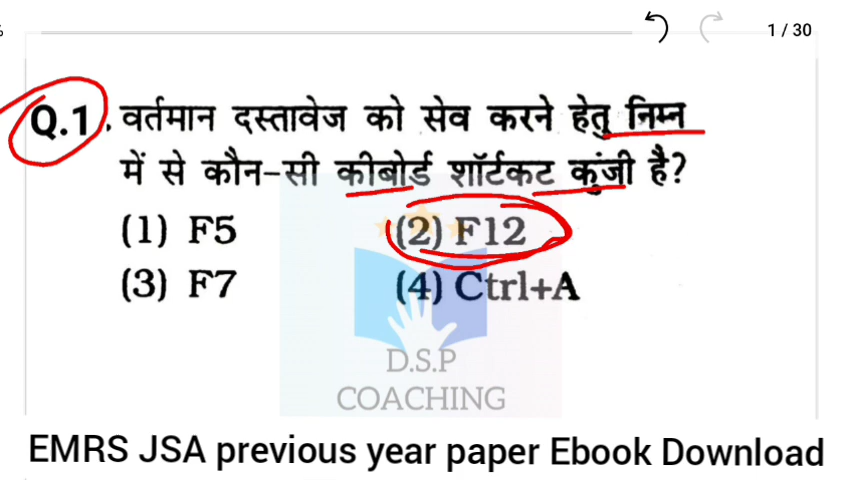 1 / 30
Q.1. वर्तमान दस्तावेज को सेव करने हेतु निम्न
में से कौन-सी कीबोर्ड शॉर्टकट कुंजी है?
(1) F5 (2) F12
(3) F7 (4) Ctrl+A
D.S.P
COACHING
EMRS JSA previous year paper Ebook Download